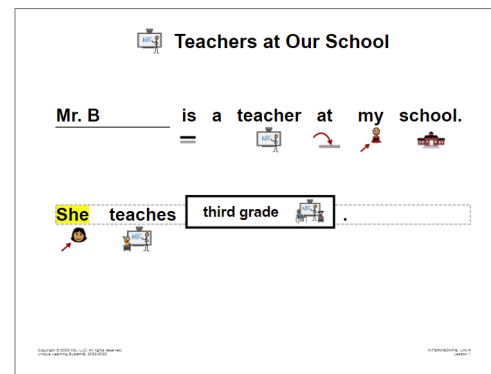 Teachers at Our School
Mr. B is a teacher at my school.
She teaches third grade .